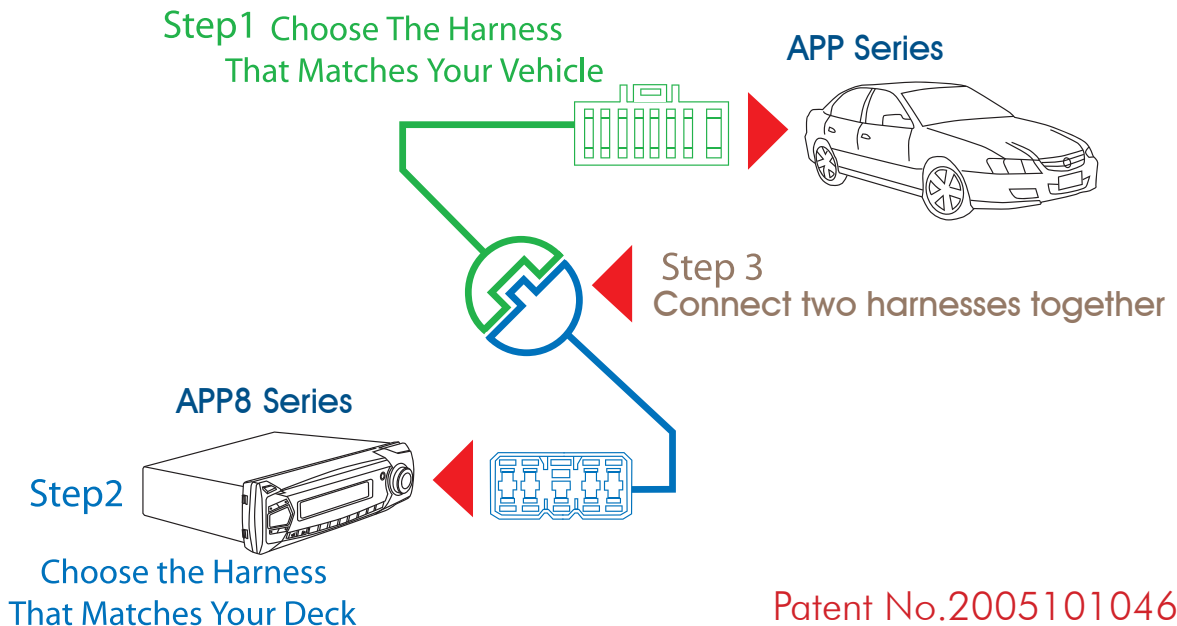 Step1 Choose The Harness
That Matches Your Vehicle
APP Series
Step 3
Connect two harnesses together
APP8 Series
Step2
Choose the Harness
That Matches Your Deck
Patent No.2005101046